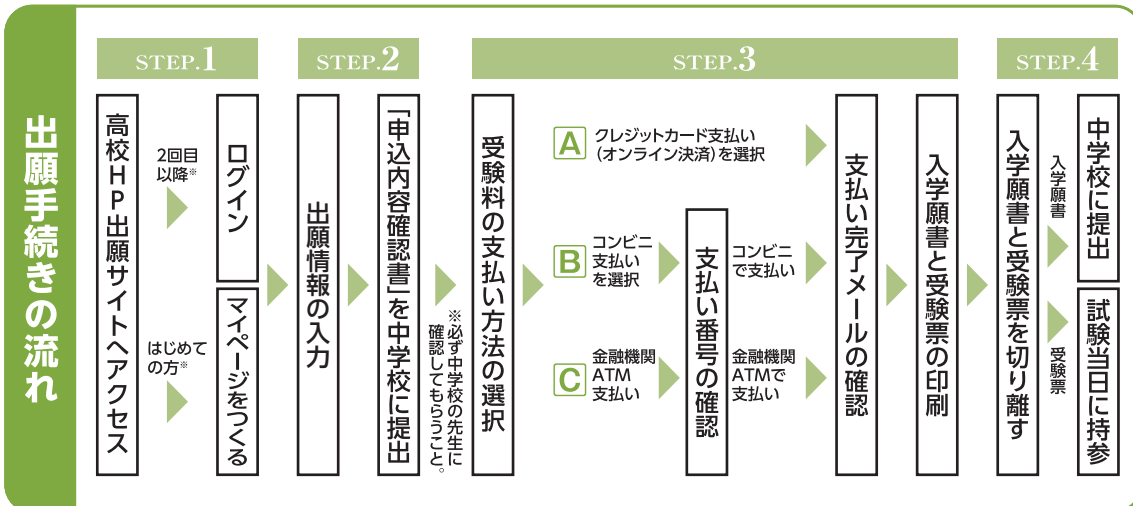 出願手続きの流れ
STEP.1
高校HP出願サイトへアクセス
2回目
以降※
ログイン
はじめて
の方※
マイページをつくる
STEP.2
出願情報の入力
「申込内容確認書」を中学校に提出
※必ず中学校の先生に
確認してもらうこと。
STEP.3
受験料の支払い方法の選択
A
クレジットカード支払い
(オンライン決済)を選択
B
コンビニ
支払い
を選択
C
金融機関
ATM
支払い
支払い番号の確認
コンビニ
で支払い
金融機関
ATMで
支払い
支払い完了メールの確認
入学願書と受験票の印刷
STEP.4
入学願書と受験票を切り離す
入学願書
中学校に提出
受験票
試験当日に持参